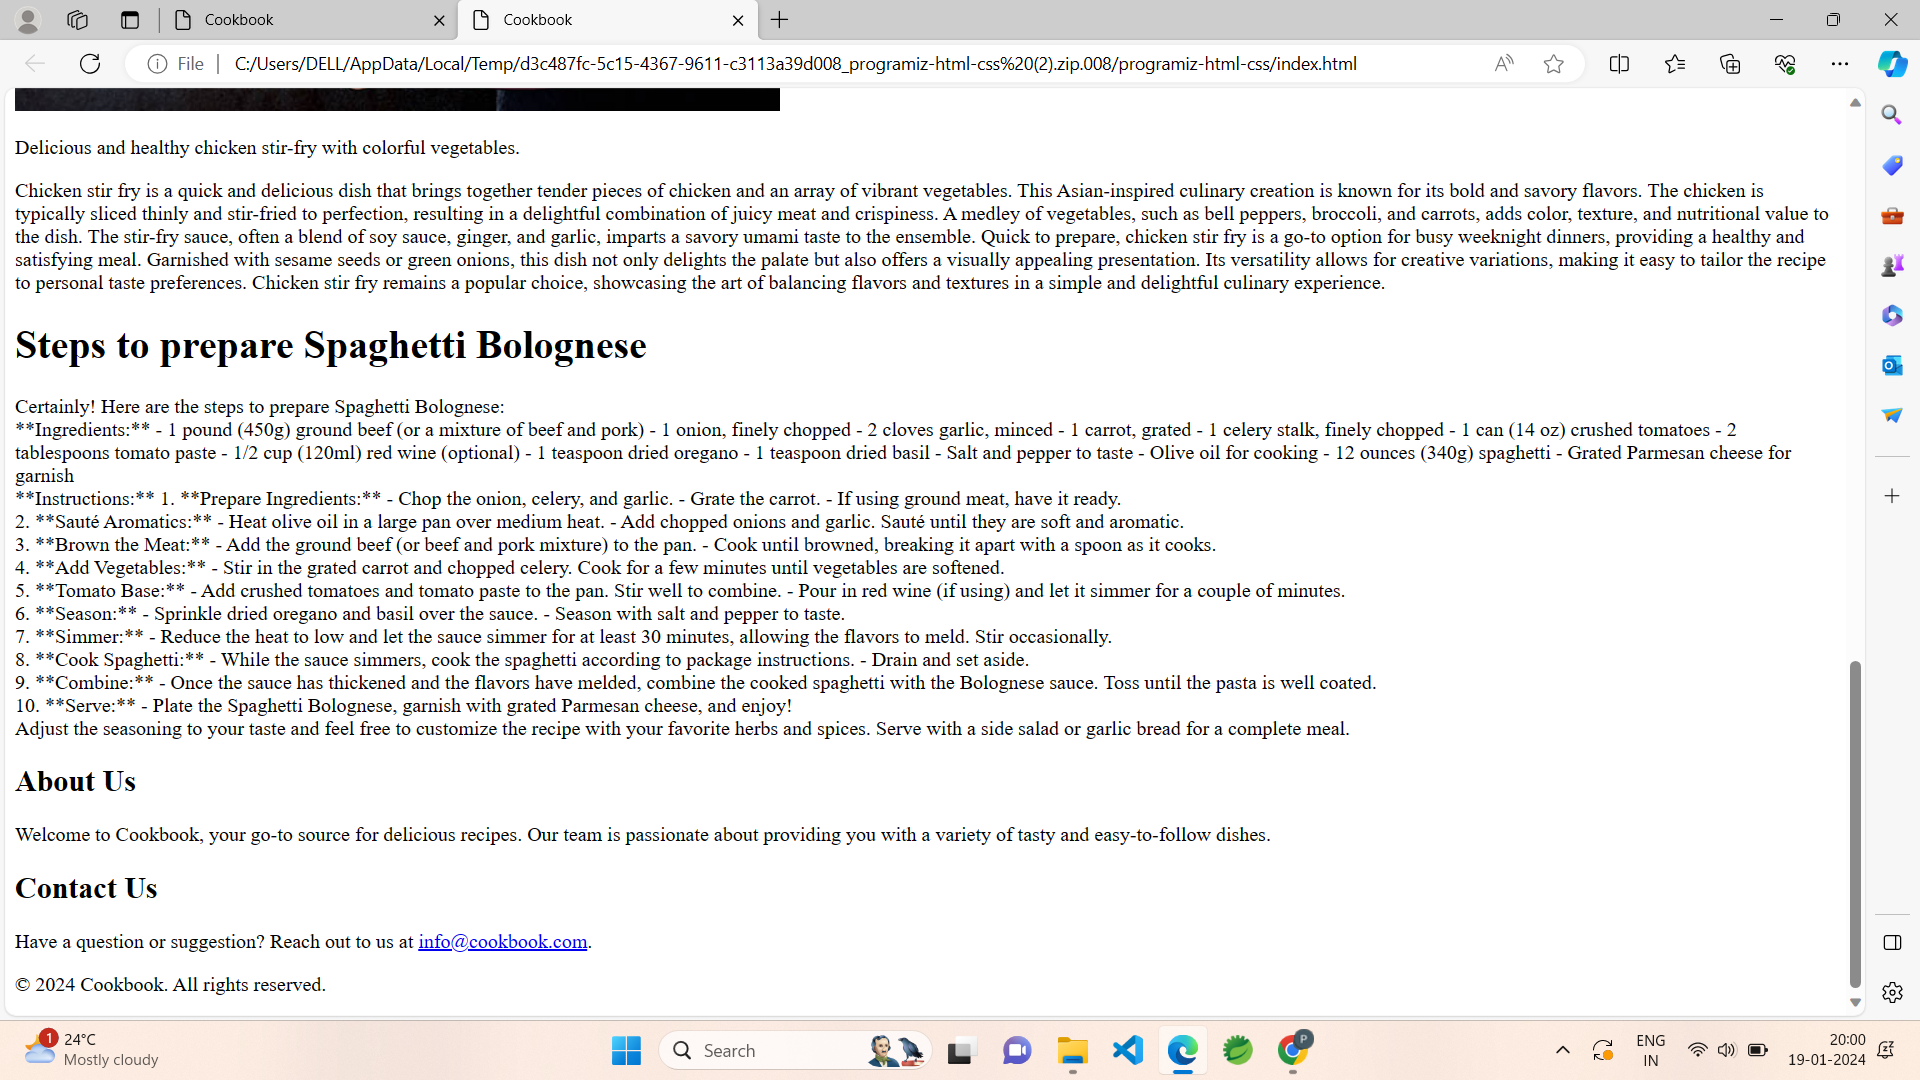 Cookbook
Cookbook
File
C:/Users/DELL/AppData/Local/Temp/d3c487fc-5c15-4367-9611-c3113a39d008_programiz-html-css%20(2).zip.008/programiz-html-css/index.html
Delicious and healthy chicken stir-fry with colorful vegetables.
Chicken stir fry is a quick and delicious dish that brings together tender pieces of chicken and an array of vibrant vegetables. This Asian-inspired culinary creation is known for its bold and savory flavors. The chicken is
typically sliced thinly and stir-fried to perfection, resulting in a delightful combination of juicy meat and crispiness. A medley of vegetables, such as bell peppers, broccoli, and carrots, adds color, texture, and nutritional value to
the dish. The stir-fry sauce, often a blend of soy sauce, ginger, and garlic, imparts a savory umami taste to the ensemble. Quick to prepare, chicken stir fry is a go-to option for busy weeknight dinners, providing a healthy and
satisfying meal. Garnished with sesame seeds or green onions, this dish not only delights the palate but also offers a visually appealing presentation. Its versatility allows for creative variations, making it easy to tailor the recipe
to personal taste preferences. Chicken stir fry remains a popular choice, showcasing the art of balancing flavors and textures in a simple and delightful culinary experience.
Steps to prepare Spaghetti Bolognese
Certainly! Here are the steps to prepare Spaghetti Bolognese:
**Ingredients:** - 1 pound (450g) ground beef (or a mixture of beef and pork) - 1 onion, finely chopped - 2 cloves garlic, minced - 1 carrot, grated - 1 celery stalk, finely chopped - 1 can (14 oz) crushed tomatoes - 2
tablespoons tomato paste - 1/2 cup (120ml) red wine (optional) - 1 teaspoon dried oregano - 1 teaspoon dried basil - Salt and pepper to taste - Olive oil for cooking - 12 ounces (340g) spaghetti - Grated Parmesan cheese for
garnish
**Instructions:** 1. **Prepare Ingredients:** - Chop the onion, celery, and garlic. - Grate the carrot. - If using ground meat, have it ready.
2. **Sauté Aromatics:** - Heat olive oil in a large pan over medium heat. - Add chopped onions and garlic. Sauté until they are soft and aromatic.
3. **Brown the Meat:** - Add the ground beef (or beef and pork mixture) to the pan. - Cook until browned, breaking it apart with a spoon as it cooks.
4. **Add Vegetables:** - Stir in the grated carrot and chopped celery. Cook for a few minutes until vegetables are softened.
5. **Tomato Base:** - Add crushed tomatoes and tomato paste to the pan. Stir well to combine. - Pour in red wine (if using) and let it simmer for a couple of minutes.
6. **Season:** - Sprinkle dried oregano and basil over the sauce. - Season with salt and pepper to taste.
7. **Simmer:** - Reduce the heat to low and let the sauce simmer for at least 30 minutes, allowing the flavors to meld. Stir occasionally.
8. **Cook Spaghetti:** - While the sauce simmers, cook the spaghetti according to package instructions. - Drain and set aside.
9. **Combine:** - Once the sauce has thickened and the flavors have melded, combine the cooked spaghetti with the Bolognese sauce. Toss until the pasta is well coated.
10. **Serve:** - Plate the Spaghetti Bolognese, garnish with grated Parmesan cheese, and enjoy!
Adjust the seasoning to your taste and feel free to customize the recipe with your favorite herbs and spices. Serve with a side salad or garlic bread for a complete meal.
About Us
Welcome to Cookbook, your go-to source for delicious recipes. Our team is passionate about providing you with a variety of tasty and easy-to-follow dishes.
Contact Us
Have a question or suggestion? Reach out to us at info@cookbook.com.
© 2024 Cookbook. All rights reserved.
1
24°C
Mostly cloudy
Search
P
ENG
IN
20:00
19-01-2024